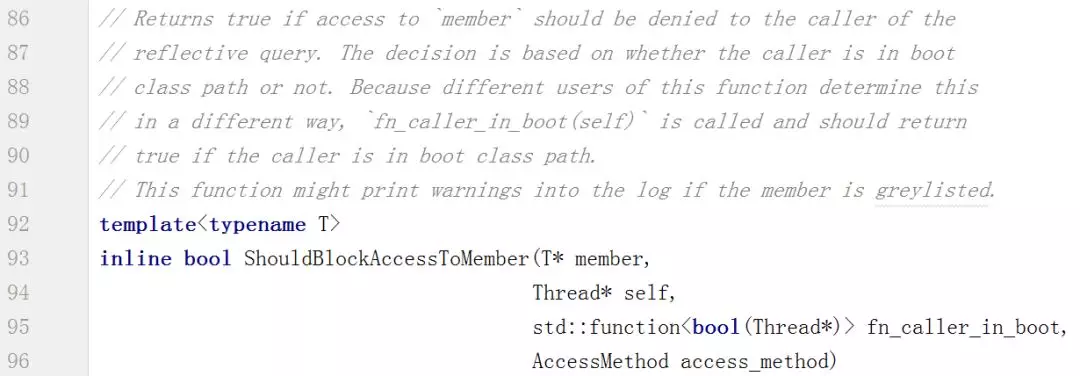 86 // Returns true if access to `member` should be denied to the caller of the
87 // reflective query. The decision is based on whether the caller is in boot
88 // class path or not. Because different users of this function determine this
89 // in a different way, `fn_caller_in_boot(self)` is called and should return
90 // true if the caller is in boot class path.
91 // This function might print warnings into the log if the member is greylisted.
92 template<typename T>
93 inline bool ShouldBlockAccessToMember(T* member,
94 Thread* self,
95 std::function<bool(Thread*)> fn_caller_in_boot,
96 AccessMethod access_method)